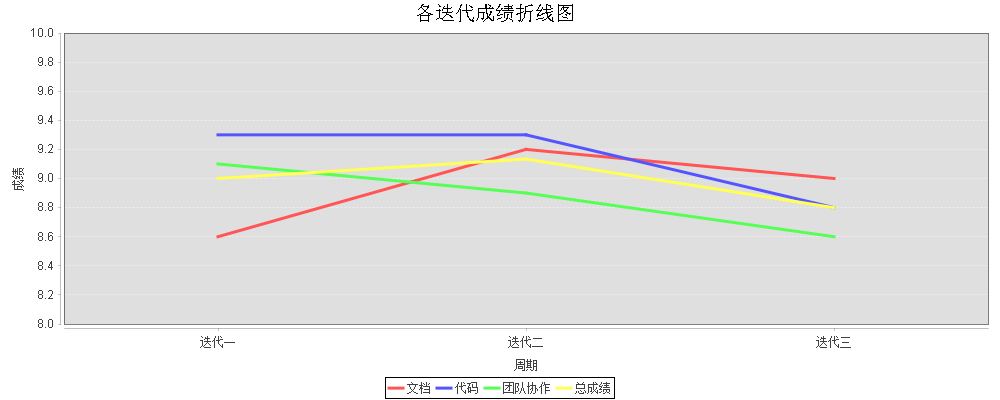 各迭代成绩折线图
10.0
9.8
9.6
9.4
9.2
9.0
8.8
8.6
8.4
8.2
8.0
成绩
迭代一 迭代二 迭代三
周期
文档 代码 团队协作 总成绩